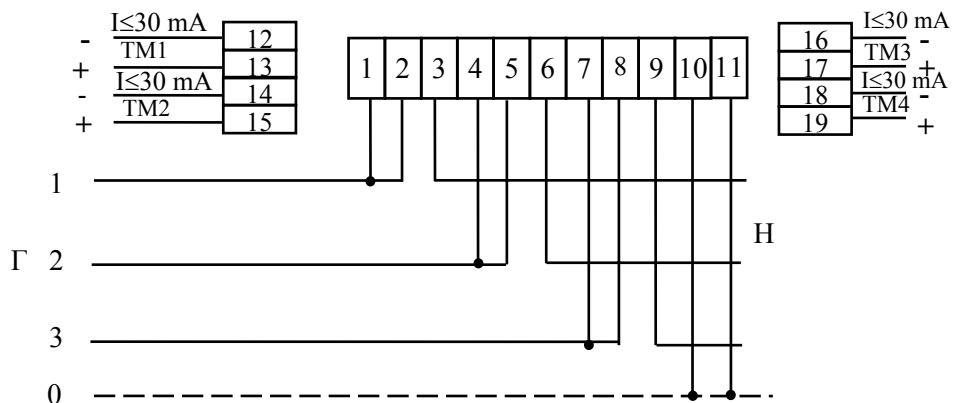 I≤30 mA
- 12
TM1
+ 13
I≤30 mA
- 14
TM2
+ 15
1 2 3 4 5 6 7 8 9 10 11
I≤30 mA
16 -
TM3
17 +
I≤30 mA
18 -
TM4
19 +
1
Г 2
Н
3
0